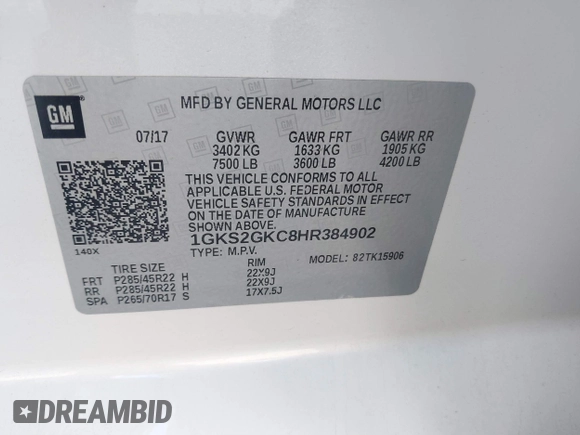 GM
MFD BY GENERAL MOTORS LLC
07/17 GVWR GAWR FRT GAWR RR
3402 KG 1633 KG 1905 KG
7500 LB 3600 LB 4200 LB
THIS VEHICLE CONFORMS TO ALL
APPLICABLE U.S. FEDERAL MOTOR
VEHICLE SAFETY AND THEFT PREVENTION
STANDARDS IN EFFECT ON THE DATE OF
MANUFACTURE SHOWN ABOVE.
1GKS2GKC8HR384902
140X
TYPE: M.P.V. MODEL: 82TK15906
TIRE SIZE RIM
FRT P285/45R22 H 22X9J
RR P285/45R22 H 22X9J
SPA P265/70R17 S 17X7.5J
DREAMBID